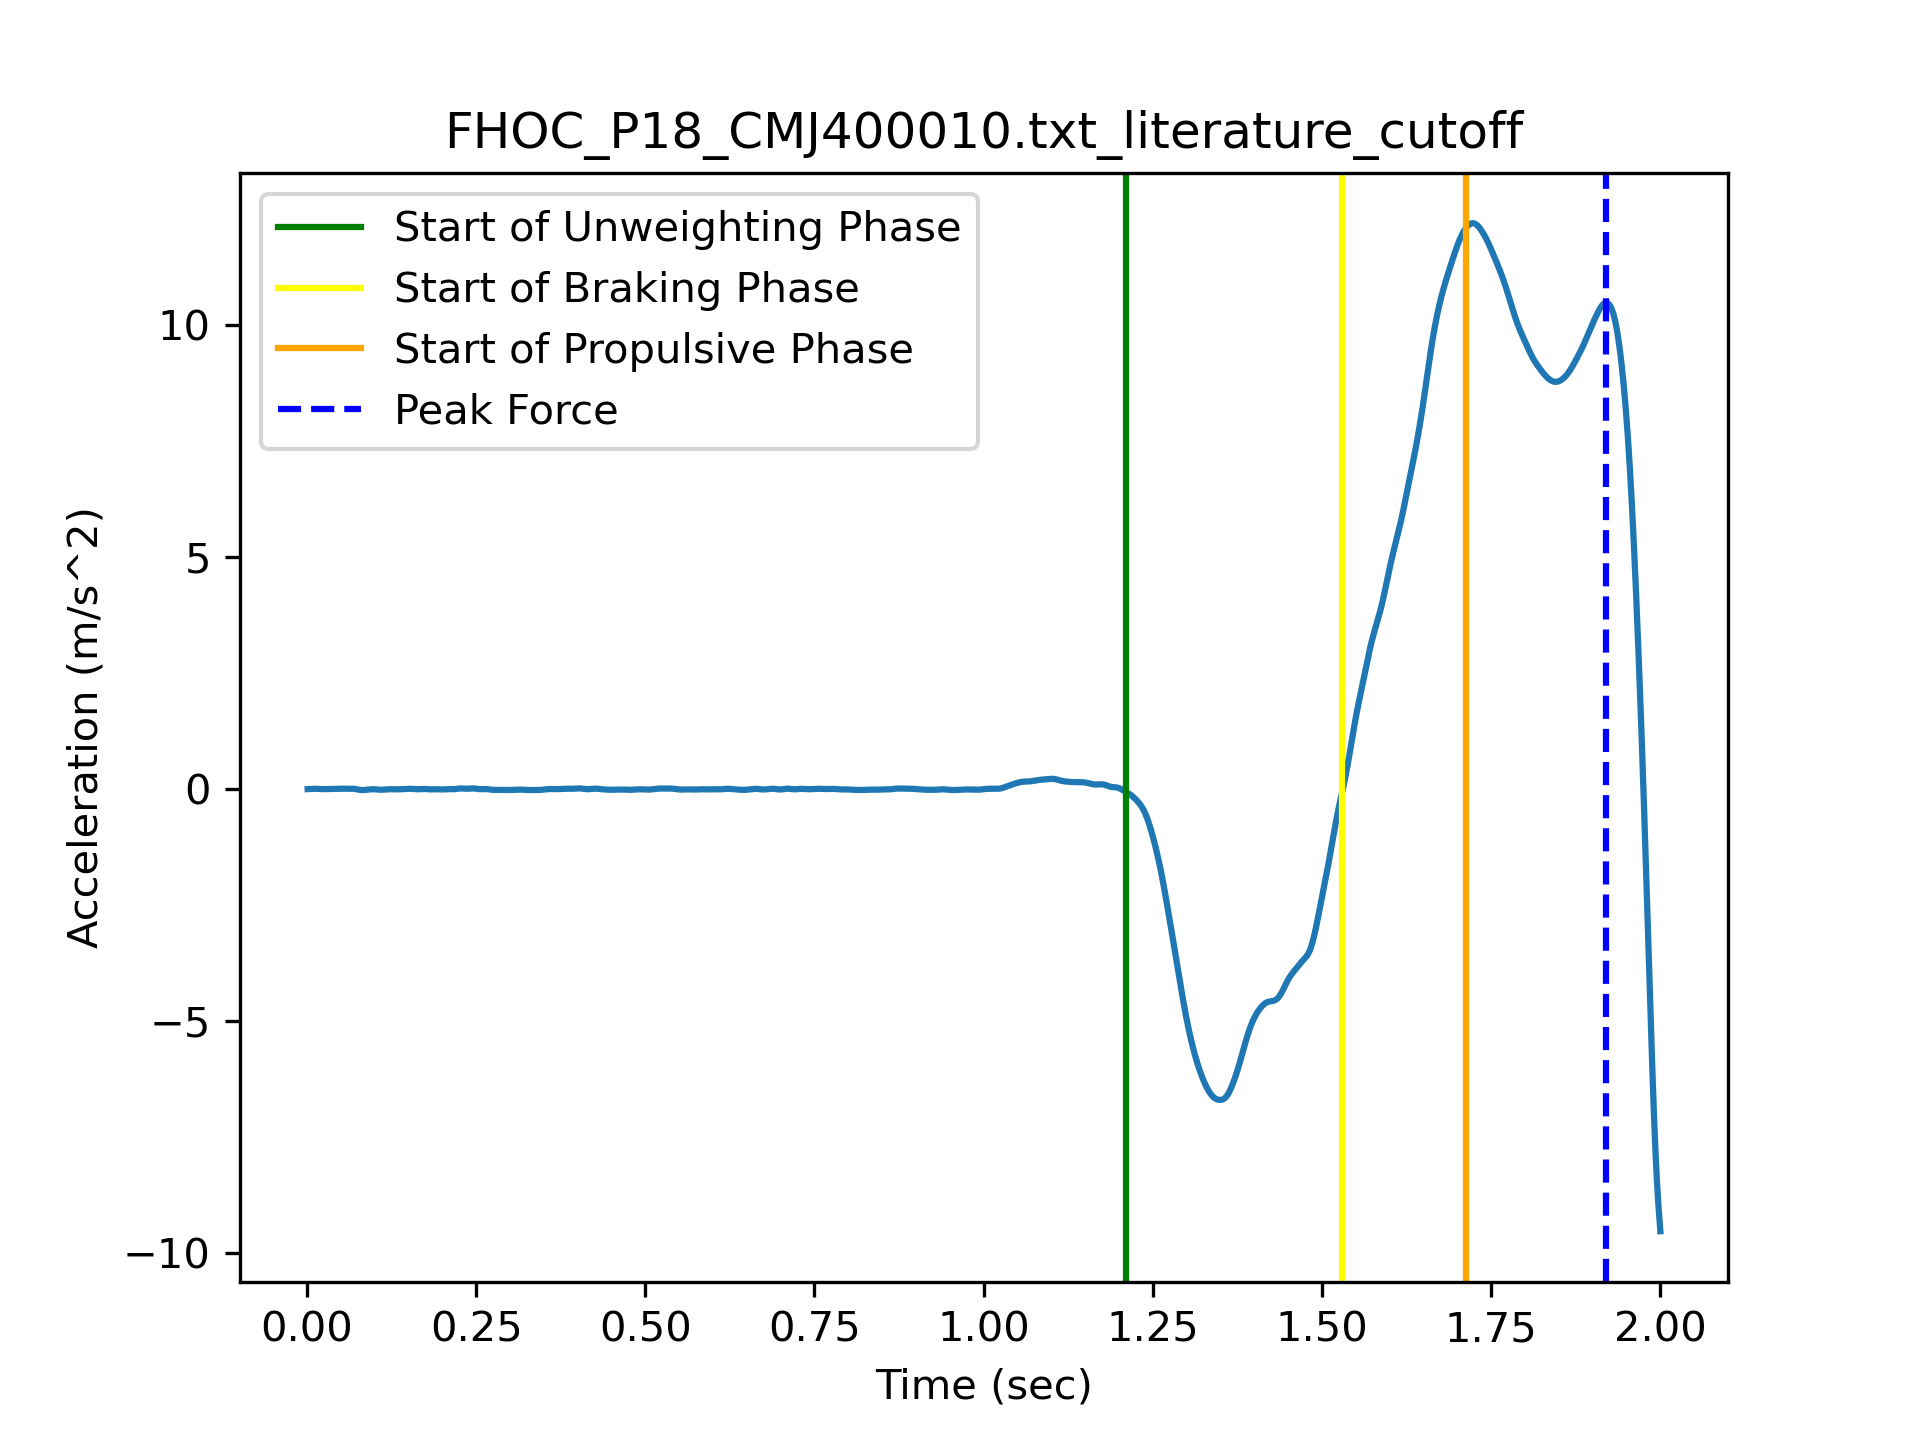 FHOC_P18_CMJ400010.txt_literature_cutoff
Start of Unweighting Phase
Start of Braking Phase
Start of Propulsive Phase
Peak Force
10
5
0
−5
−10
Acceleration (m/s^2)
0.00 0.25 0.50 0.75 1.00 1.25 1.50 1.75 2.00
Time (sec)